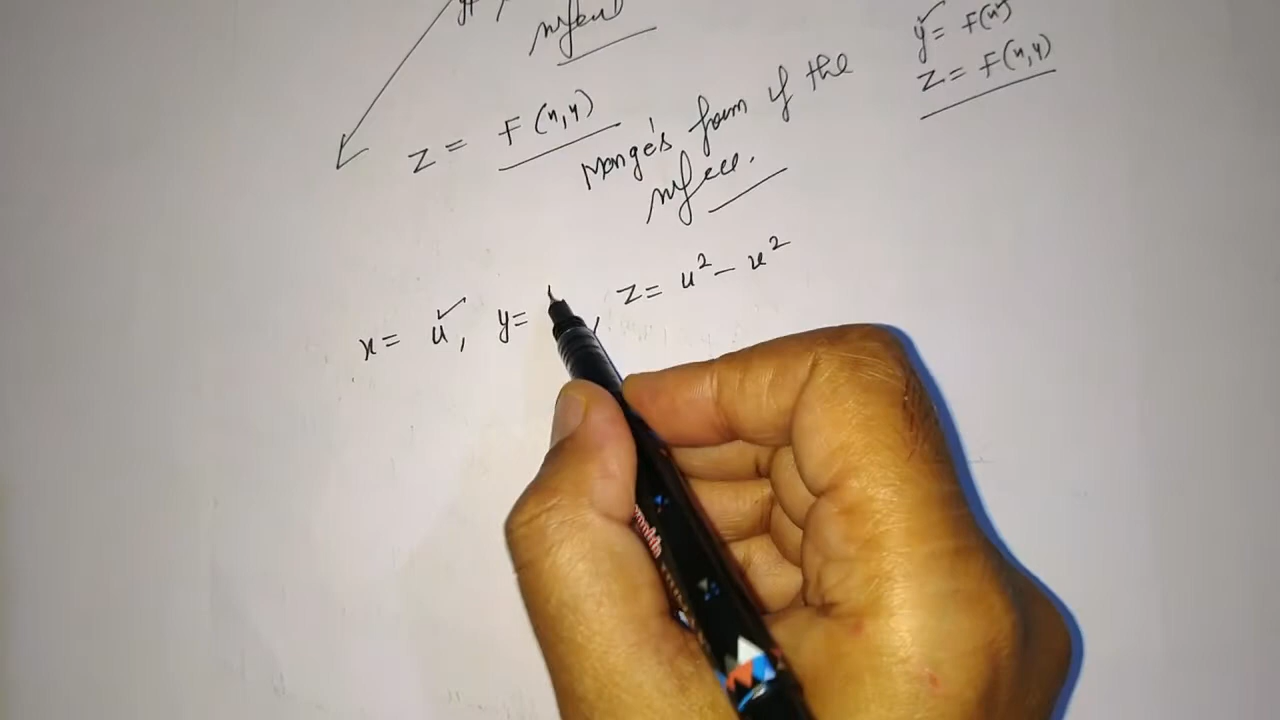 y = F(x)
Z = F(x,y)
Z = F(x,y)
Monge's form of the
surface.
x = u, y = , Z = u² - v²